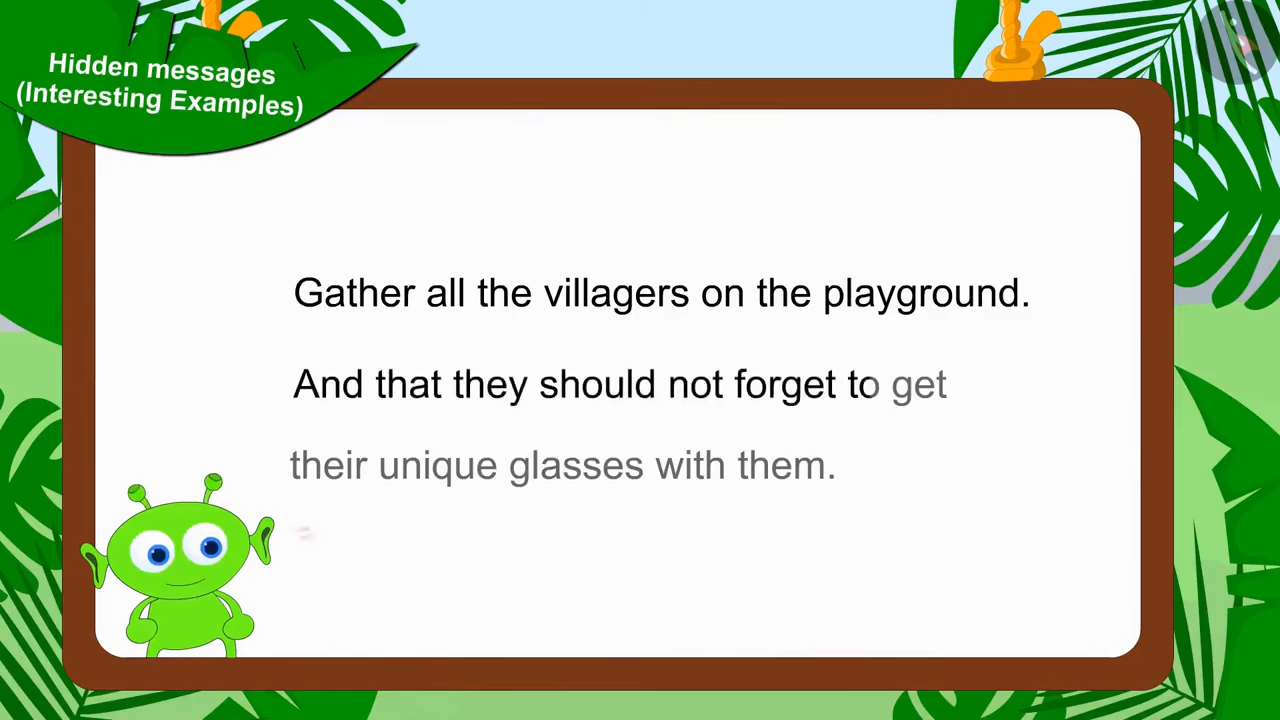 Hidden messages
(Interesting Examples)
Gather all the villagers on the playground.
And that they should not forget to get
their unique glasses with them.